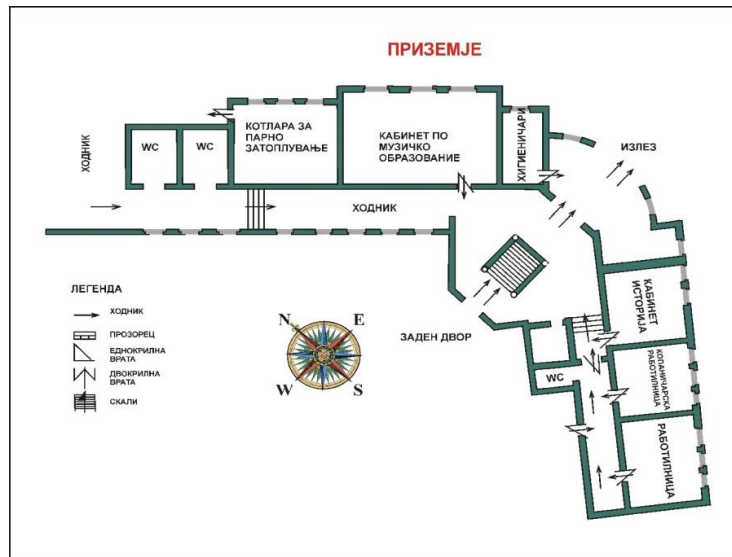 ПРИЗЕМЈЕ
ХОДНИК
WC
WC
КОТЛАРА ЗА
ПАРНО
ЗАТОПЛУВАЊЕ
КАБИНЕТ ПО
МУЗИЧКО
ОБРАЗОВАНИЕ
ХИГИЕНИЧАРИ
ИЗЛЕЗ
ХОДНИК
ЛЕГЕНДА
ХОДНИК
ПРОЗОРЕЦ
ЕДНОКРИЛНА
ВРАТА
ДВОКРИЛНА
ВРАТА
СКАЛИ
N
E
W
S
ЗАДЕН ДВОР
WC
КАБИНЕТ
ИСТОРИЈА
КОПАНИЧАРСКА
РАБОТИЛНИЦА
РАБОТИЛНИЦА